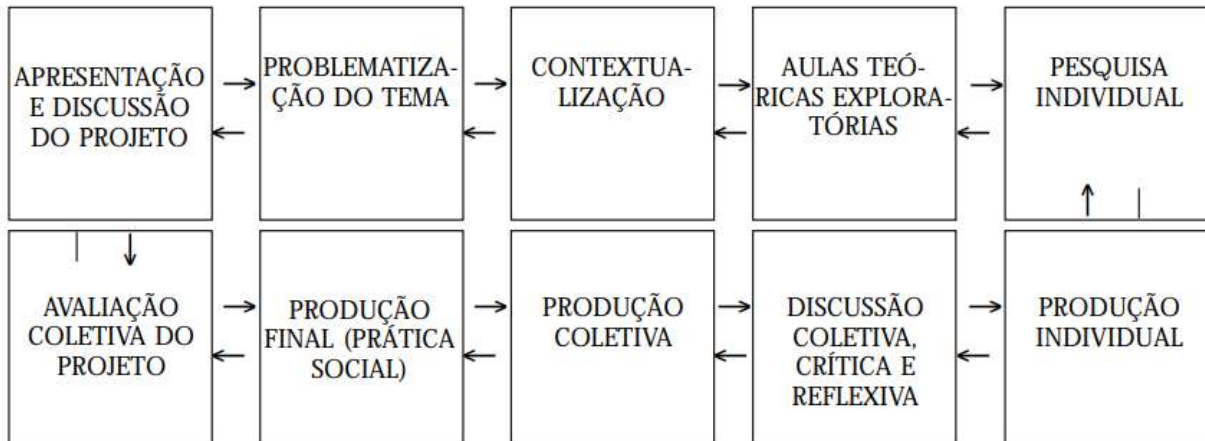 APRESENTAÇÃO
E DISCUSSÃO
DO PROJETO
PROBLEMATIZA-
ÇÃO DO TEMA
CONTEXTUA-
LIZAÇÃO
AULAS TEÓ-
RICAS EXPLORA-
TÓRIAS
PESQUISA
INDIVIDUAL
AVALIAÇÃO
COLETIVA DO
PROJETO
PRODUÇÃO
FINAL (PRÁTICA
SOCIAL)
PRODUÇÃO
COLETIVA
DISCUSSÃO
COLETIVA,
CRÍTICA E
REFLEXIVA
PRODUÇÃO
INDIVIDUAL